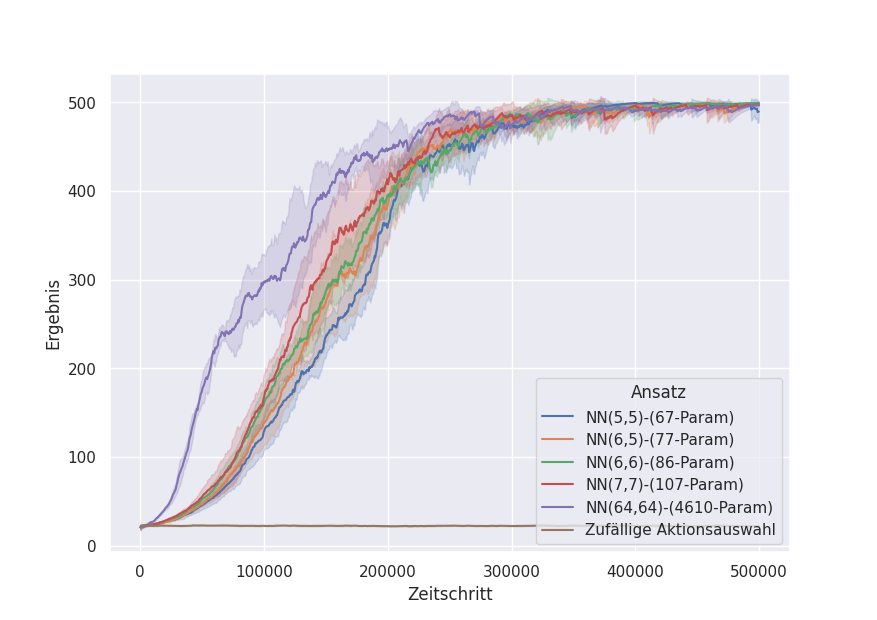 500
400
300
200
100
0
Ergebnis
Ansatz
NN(5,5)-(67-Param)
NN(6,5)-(77-Param)
NN(6,6)-(86-Param)
NN(7,7)-(107-Param)
NN(64,64)-(4610-Param)
Zufällige Aktionsauswahl
0 100000 200000 300000 400000 500000
Zeitschritt